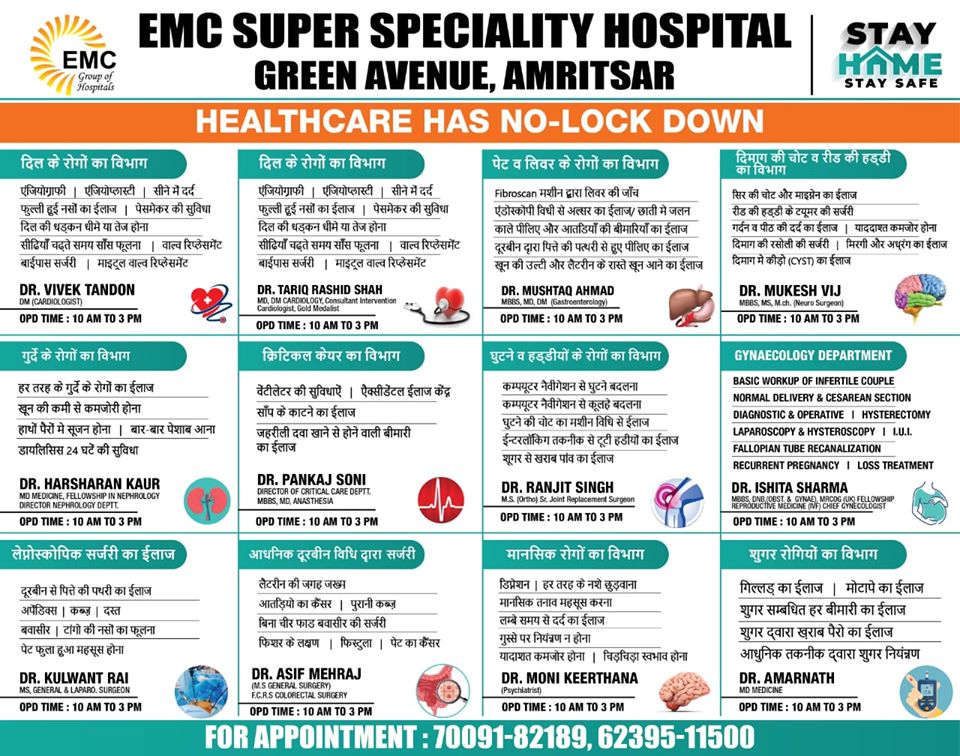 EMC
Group of
Hospitals
EMC SUPER SPECIALITY HOSPITAL
GREEN AVENUE, AMRITSAR
STAY
HOME
STAY SAFE
HEALTHCARE HAS NO-LOCK DOWN
दिल के रोगों का विभाग
एंजियोग्राफी | एंजियोप्लास्टी | सीने में दर्द
फुल्ली हुई नसों का ईलाज | पेसमेकर की सुविधा
दिल की धड़कन धीमे या तेज होना
सीढीयाँ चढ़ते समय साँस फूलना | वाल्व रिप्लेसमेंट
बाईपास सर्जरी | माइटूल वाल्व रिप्लेसमेंट
DR. VIVEK TANDON
DM (CARDIOLOGIST)
OPD TIME : 10 AM TO 3 PM
दिल के रोगों का विभाग
एंजियोग्राफी | एंजियोप्लास्टी | सीने में दर्द
फुल्ली हुई नसों का ईलाज | पेसमेकर की सुविधा
दिल की धड़कन धीमे या तेज होना
सीढीयाँ चढ़ते समय साँस फूलना | वाल्व रिप्लेसमेंट
बाईपास सर्जरी | माइटूल वाल्व रिप्लेसमेंट
DR. TARIQ RASHID SHAH
MD, DM CARDIOLOGY, Consultant Intervention
Cardiologist, Gold Medalist
OPD TIME : 10 AM TO 3 PM
पेट व लिवर के रोगों का विभाग
Fibroscan मशीन द्वारा लिवर की जाँच
एंडोस्कोपी विधी से अल्सर का ईलाज/ छाती मे जलन
काले पीलिए और आतडियाँ की बीमारियाँ का ईलाज
दूरबीन द्वारा पित्ते की पत्थरी से हुए पीलिए का ईलाज
खून की उल्टी और लैटरीन के रास्ते खून आने का ईलाज
DR. MUSHTAQ AHMAD
MBBS, MD, DM (Gastroenterology)
OPD TIME : 10 AM TO 3 PM
दिमाग की चोट व रीड की हड्डी
का विभाग
सिर की चोट और माइग्रेन का ईलाज
रीड की हडडी के टयूमर की सर्जरी
गर्दन व पीठ की दर्द का ईलाज | याददाश कमजोर होना
दिमाग की रसोली की सर्जरी | मिरगी और अधरंग का ईलाज
दिमाग मे कीड़ो (CYST) का ईलाज
DR. MUKESH VIJ
MBBS, MS, M.ch. (Neuro Surgeon)
OPD TIME : 10 AM TO 3 PM
गुर्दे के रोगों का विभाग
हर तरह के गुर्दे के रोगों का ईलाज
खून की कमी से कमजोरी होना
हाथों पैरों मे सूजन होना | बार-बार पेशाब आना
डायलिसिस 24 घटें की सुविधा
DR. HARSHARAN KAUR
MD MEDICINE, FELLOWSHIP IN NEPHROLOGY
DIRECTOR NEPHROLOGY DEPTT.
OPD TIME : 10 AM TO 3 PM
क्रिटिकल केयर का विभाग
वेंटीलेटर की सुविधाऐं | ऐक्सीडेंटल ईलाज केंद्र
साँप के काटने का ईलाज
जहरीली दवा खाने से होने वाली बीमारी
का ईलाज
DR. PANKAJ SONI
DIRECTOR OF CRITICAL CARE DEPTT.
MBBS, MD, ANASTHESIA
OPD TIME : 10 AM TO 3 PM
घुटने व हड्डीयों के रोगों का विभाग
कम्पयूटर नैवीगेशन से घुटने बदलना
कम्पयूटर नैवीगेशन से कूलहे बदलना
घुटने की चोट का मशीन विधि से ईलाज
ईन्टरलॉकिंग तकनीक से टूटी हडीयों का ईलाज
शूगर से खराब पांव का ईलाज
DR. RANJIT SINGH
M.S. (Ortho) Sr. Joint Replacement Surgeon
OPD TIME : 10 AM TO 3 PM
GYNAECOLOGY DEPARTMENT
BASIC WORKUP OF INFERTILE COUPLE
NORMAL DELIVERY & CESAREAN SECTION
DIAGNOSTIC & OPERATIVE | HYSTERECTOMY
LAPAROSCOPY & HYSTEROSCOPY | I.U.I.
FALLOPIAN TUBE RECANALIZATION
RECURRENT PREGNANCY | LOSS TREATMENT
DR. ISHITA SHARMA
MBBS, DNB,(OBST. & GYNAE), MRCOG (UK) FELLOWSHIP
REPRODUCTIVE MEDICINE (IVF) CHIEF GYNECOLOGIST
OPD TIME : 10 AM TO 3 PM
लेप्रोस्कोपिक सर्जरी का ईलाज
दूरबीन से पित्ते की पथरी का ईलाज
अपेंडिक्स | कब्ज़ | दस्त
बवासीर | टांगो की नसों का फूलना
पेट फुला हुआ महसूस होना
DR. KULWANT RAI
MS, GENERAL & LAPARO. SURGEON
OPD TIME : 10 AM TO 3 PM
आधनिक दूरबीन विधि द्वारा सर्जरी
लैटरीन की जगह जख्म
आतड़ियो का कैंसर | पुरानी कब्ज़
बिना चीर फाड बवासीर की सर्जरी
फिशर के लक्षण | फिस्टुला | पेट का कैंसर
DR. ASIF MEHRAJ
(M.S GENERAL SURGERY)
F.C.R.S COLORECTAL SURGERY
OPD TIME : 10 AM TO 3 PM
मानसिक रोगों का विभाग
डिप्रेशन | हर तरह के नशे छुड़वाना
मानसिक तनाव महसूस करना
लम्बे समय से दर्द का ईलाज
गुस्से पर नियंत्रण न होना
यादाशत कमजोर होना | चिड़चिड़ा स्वभाव होना
DR. MONI KEERTHANA
(Psychiatrist)
OPD TIME : 10 AM TO 3 PM
शुगर रोगियों का विभाग
गिल्लड़ का ईलाज | मोटापे का ईलाज
शुगर सम्बधित हर बीमारी का ईलाज
शुगर द्वारा खराब पैरो का ईलाज
आधुनिक तकनीक द्वारा शुगर नियंत्रण
DR. AMARNATH
MD MEDICINE
OPD TIME : 10 AM TO 3 PM
FOR APPOINTMENT : 70091-82189, 62395-11500